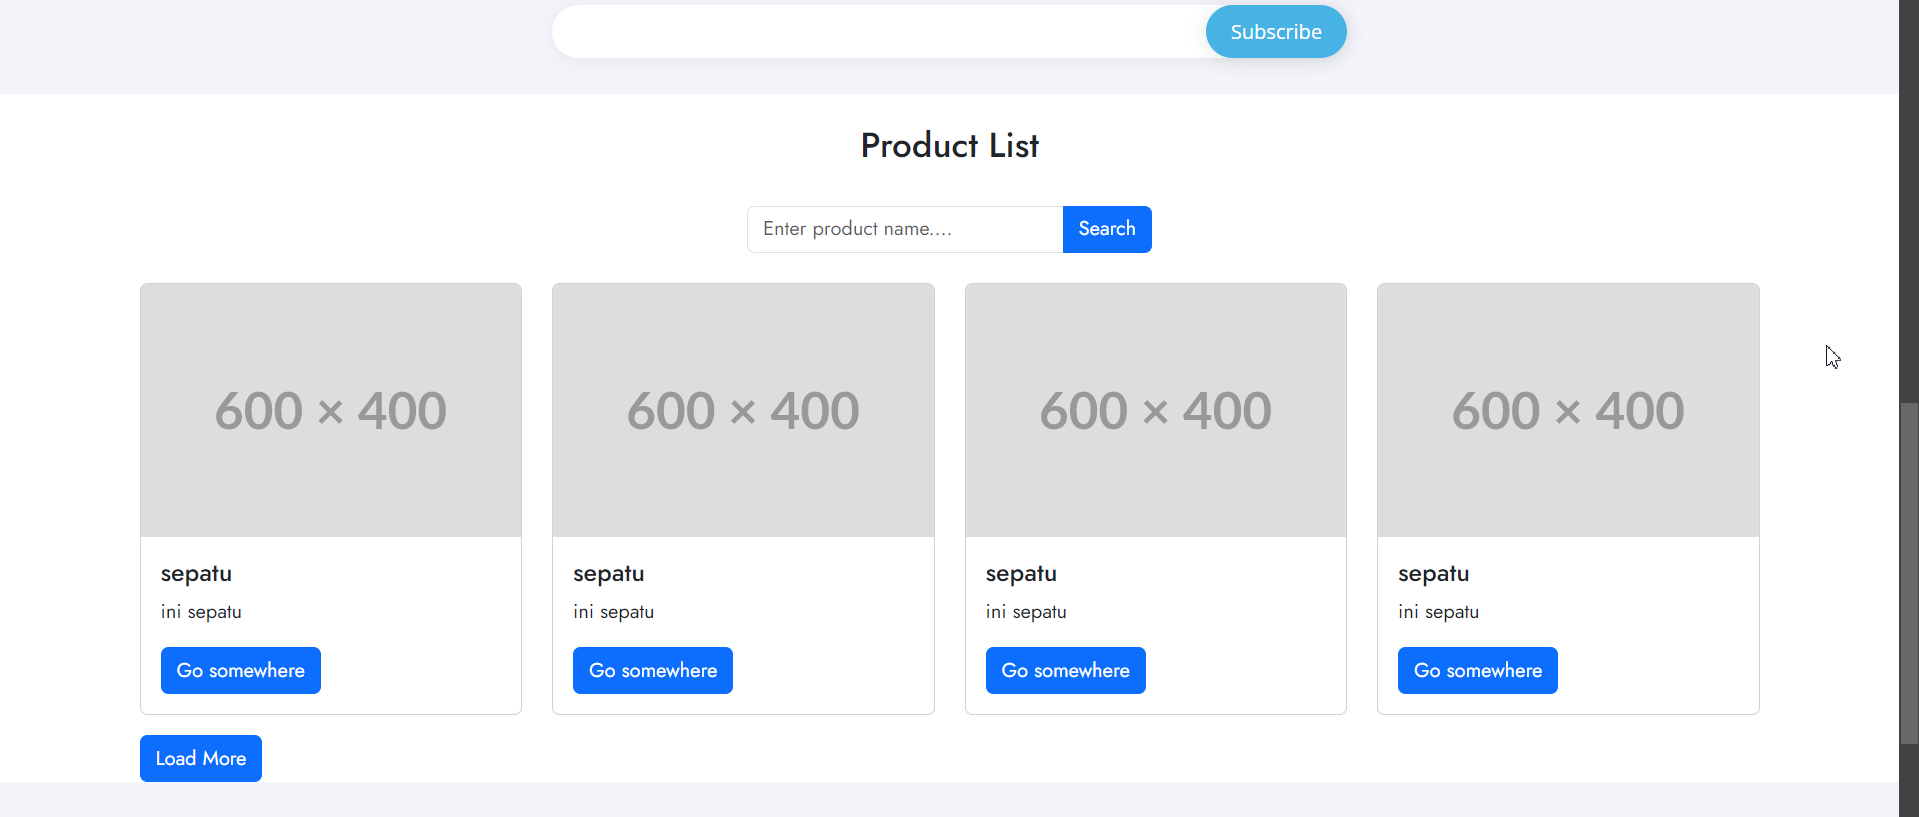 Subscribe
Product List
Enter product name....
Search
600 × 400
600 × 400
600 × 400
600 × 400
sepatu
sepatu
sepatu
sepatu
ini sepatu
ini sepatu
ini sepatu
ini sepatu
Go somewhere
Go somewhere
Go somewhere
Go somewhere
Load More